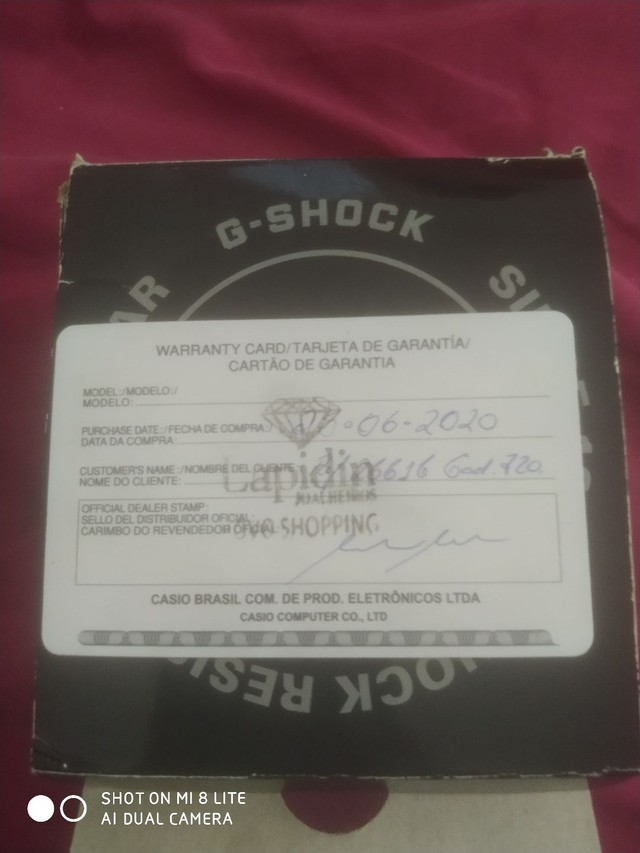 G-SHOCK
WARRANTY CARD/TARJETA DE GARANTÍA/
CARTÃO DE GARANTIA
MODEL:/MODELO:/
MODELO:
PURCHASE DATE:/FECHA DE COMPRA:/
-06-2020
DATA DA COMPRA:
CUSTOMER'S NAME:/NOMBRE DEL CLIENTE
NOME DO CLIENTE:
Lapidin
JOALHEIROS
SHOPPING
OFFICIAL DEALER STAMP:
SELLO DEL DISTRIBUIDOR OFICIAL:
CARIMBO DO REVENDEDOR OFICIAL:
CASIO BRASIL COM. DE PROD. ELETRÔNICOS LTDA
CASIO COMPUTER CO., LTD
SHOCK RESIS
SHOT ON MI 8 LITE
AI DUAL CAMERA